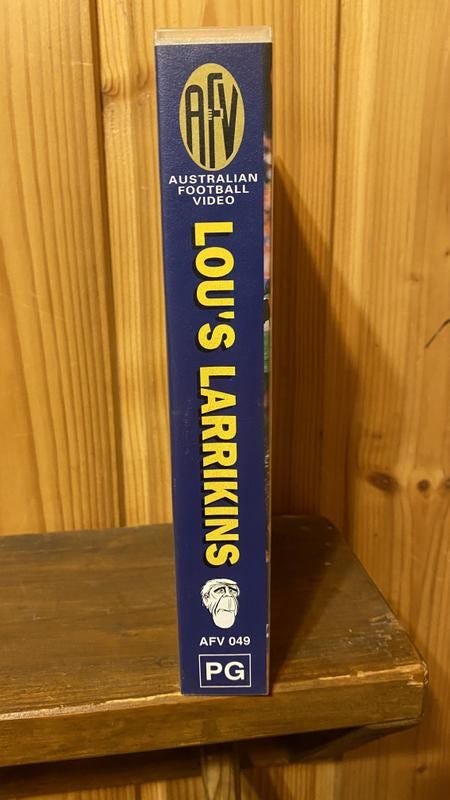 AFV
AUSTRALIAN
FOOTBALL
VIDEO
LOU'S LARRIKINS
AFV 049
PG